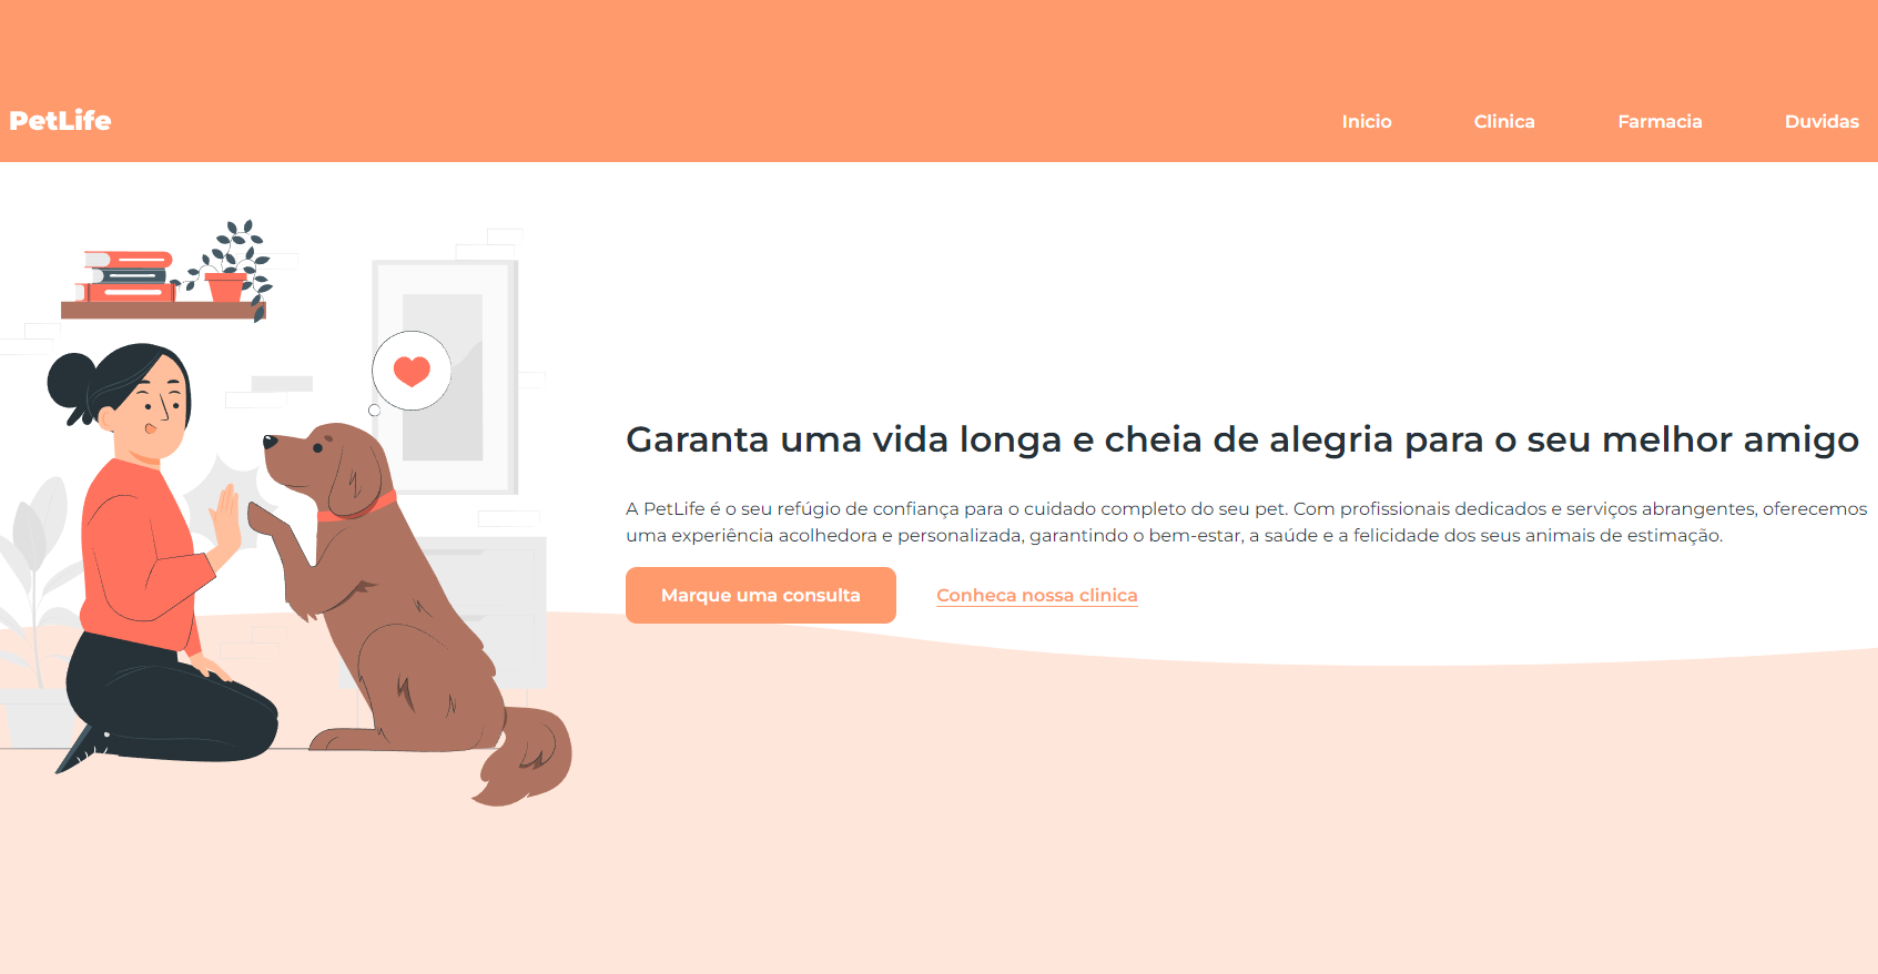 PetLife
Inicio
Clinica
Farmacia
Duvidas
Garanta uma vida longa e cheia de alegria para o seu melhor amigo
A PetLife é o seu refúgio de confiança para o cuidado completo do seu pet. Com profissionais dedicados e serviços abrangentes, oferecemos
uma experiência acolhedora e personalizada, garantindo o bem-estar, a saúde e a felicidade dos seus animais de estimação.
Marque uma consulta
Conheca nossa clinica